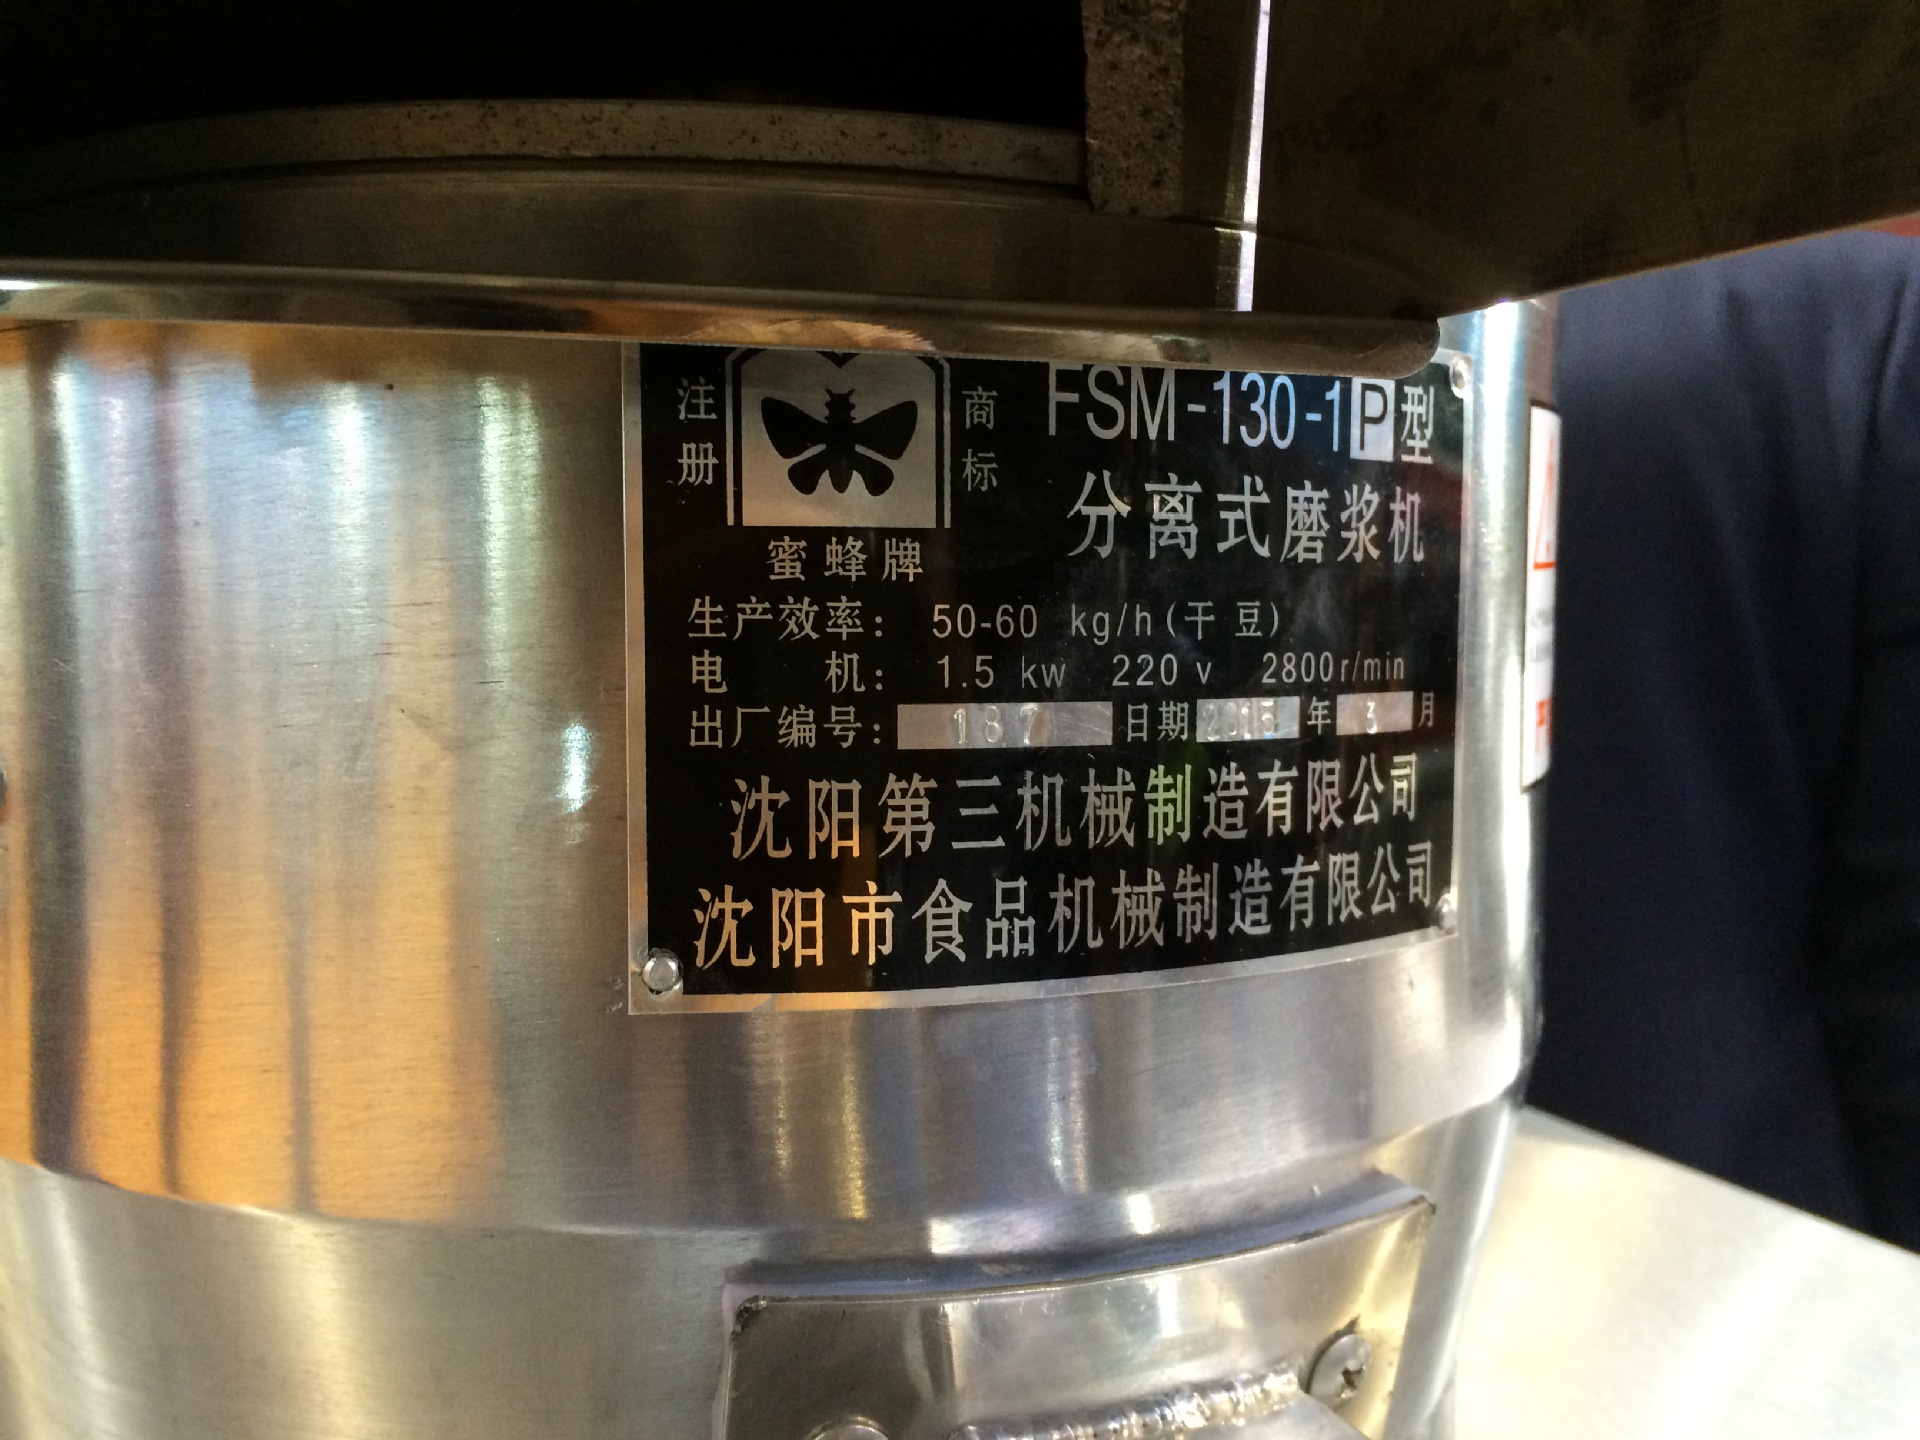 注册 商标
蜜蜂牌
FSM-130-1P型
分离式磨浆机
生产效率: 50-60 kg/h(干豆)
电 机: 1.5 kw 220 v 2800r/min
出厂编号: 187 日期 2015 年 3 月
沈阳第三机械制造有限公司
沈阳市食品机械制造有限公司